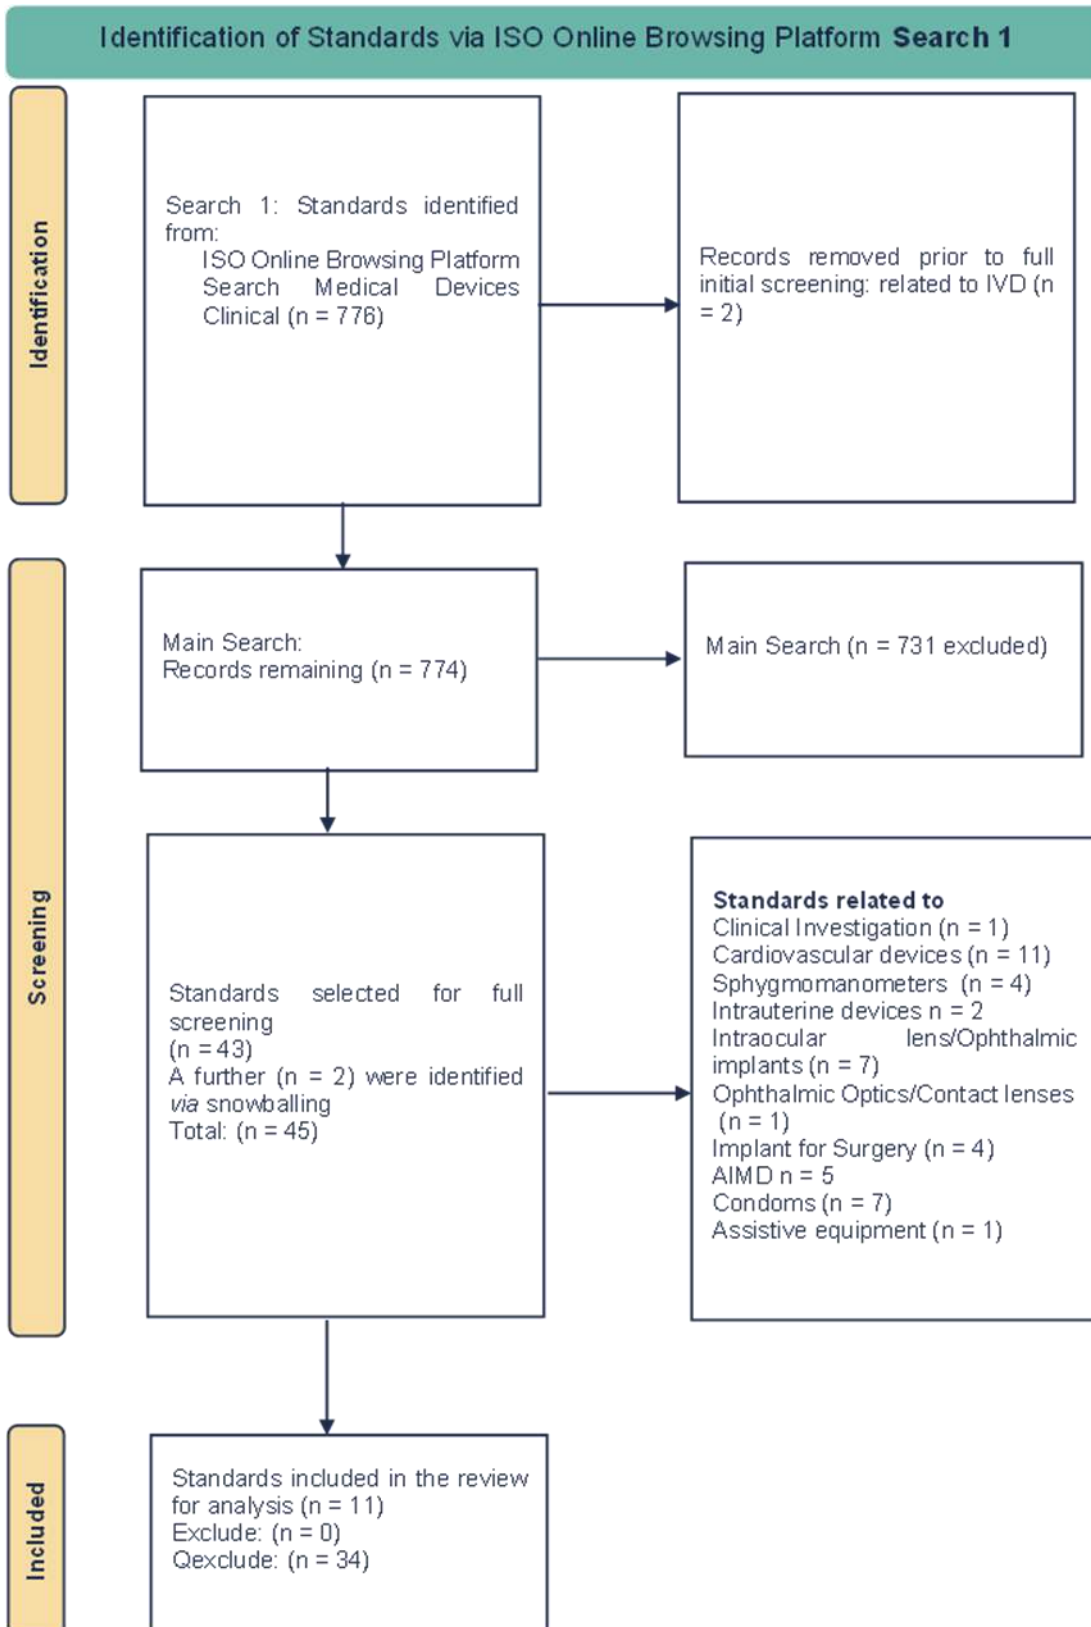 Identification of Standards via ISO Online Browsing Platform Search 1
Identification
Search 1: Standards identified
from:
ISO Online Browsing Platform
Search Medical Devices
Clinical (n = 776)
Records removed prior to full
initial screening: related to IVD (n
= 2)
Screening
Main Search:
Records remaining (n = 774)
Main Search (n = 731 excluded)
Standards selected for full
screening
(n = 43)
A further (n = 2) were identified
via snowballing
Total: (n = 45)
Standards related to
Clinical Investigation (n = 1)
Cardiovascular devices (n = 11)
Sphygmomanometers (n = 4)
Intrauterine devices n = 2
Intraocular lens/Ophthalmic
implants (n = 7)
Ophthalmic Optics/Contact lenses
(n = 1)
Implant for Surgery (n = 4)
AIMD n = 5
Condoms (n = 7)
Assistive equipment (n = 1)
Included
Standards included in the review
for analysis (n = 11)
Exclude: (n = 0)
Qexclude: (n = 34)